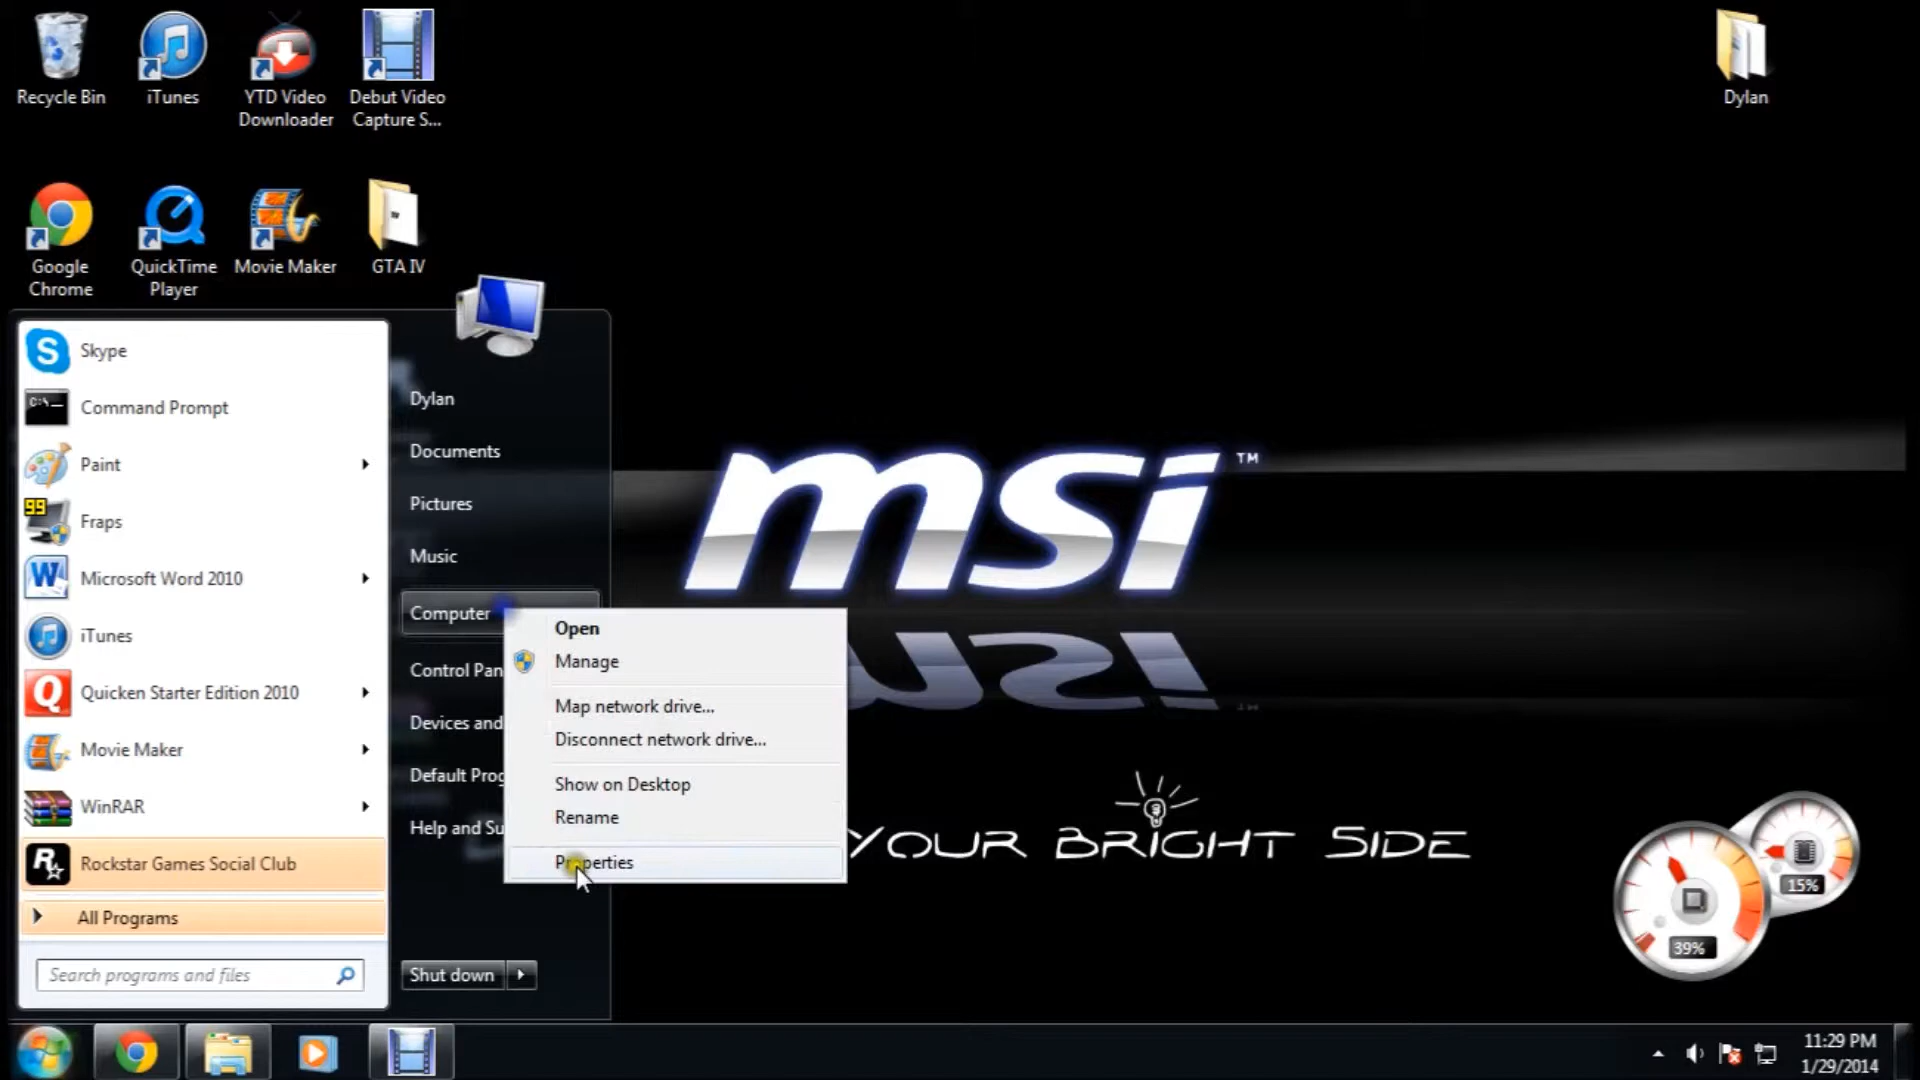 Recycle Bin
iTunes
YTD Video
Downloader
Debut Video
Capture S...
Dylan
Google
Chrome
QuickTime
Player
Movie Maker
GTA IV
Skype
Command Prompt
Paint
99
Fraps
Microsoft Word 2010
iTunes
Quicken Starter Edition 2010
Movie Maker
WinRAR
Rockstar Games Social Club
All Programs
Search programs and files
Dylan
Documents
Pictures
Music
Computer
Control Pan
Devices and
Default Prog
Help and Su
Shut down
Open
Manage
Map network drive...
Disconnect network drive...
Show on Desktop
Rename
Properties
msi™
YOUR BRIGHT SIDE
15%
39%
11:29 PM
1/29/2014